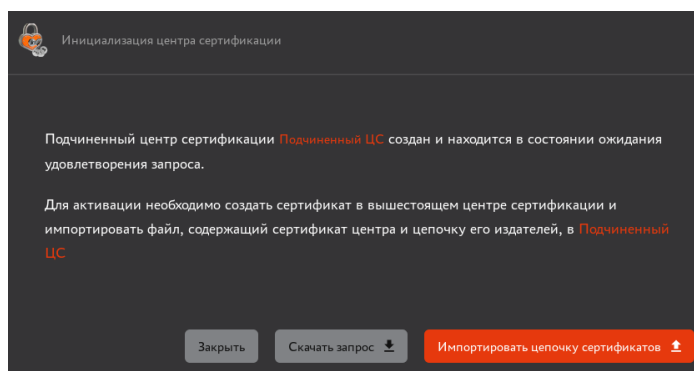 Инициализация центра сертификации
Подчиненный центр сертификации Подчиненный ЦС создан и находится в состоянии ожидания
удовлетворения запроса.
Для активации необходимо создать сертификат в вышестоящем центре сертификации и
импортировать файл, содержащий сертификат центра и цепочку его издателей, в Подчиненный
ЦС
Закрыть Скачать запрос Импортировать цепочку сертификатов